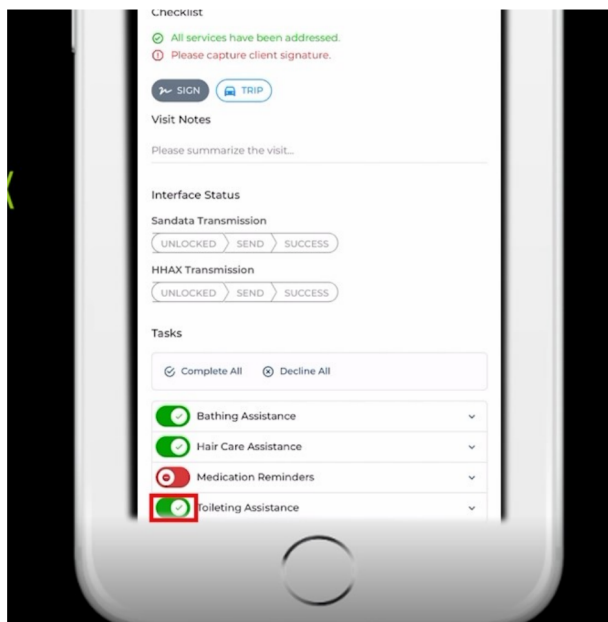 Checklist
All services have been addressed.
Please capture client signature.
SIGN TRIP
Visit Notes
Please summarize the visit...
Interface Status
Sandata Transmission
UNLOCKED SEND SUCCESS
HHAX Transmission
UNLOCKED SEND SUCCESS
Tasks
Complete All Decline All
Bathing Assistance
Hair Care Assistance
Medication Reminders
Toileting Assistance